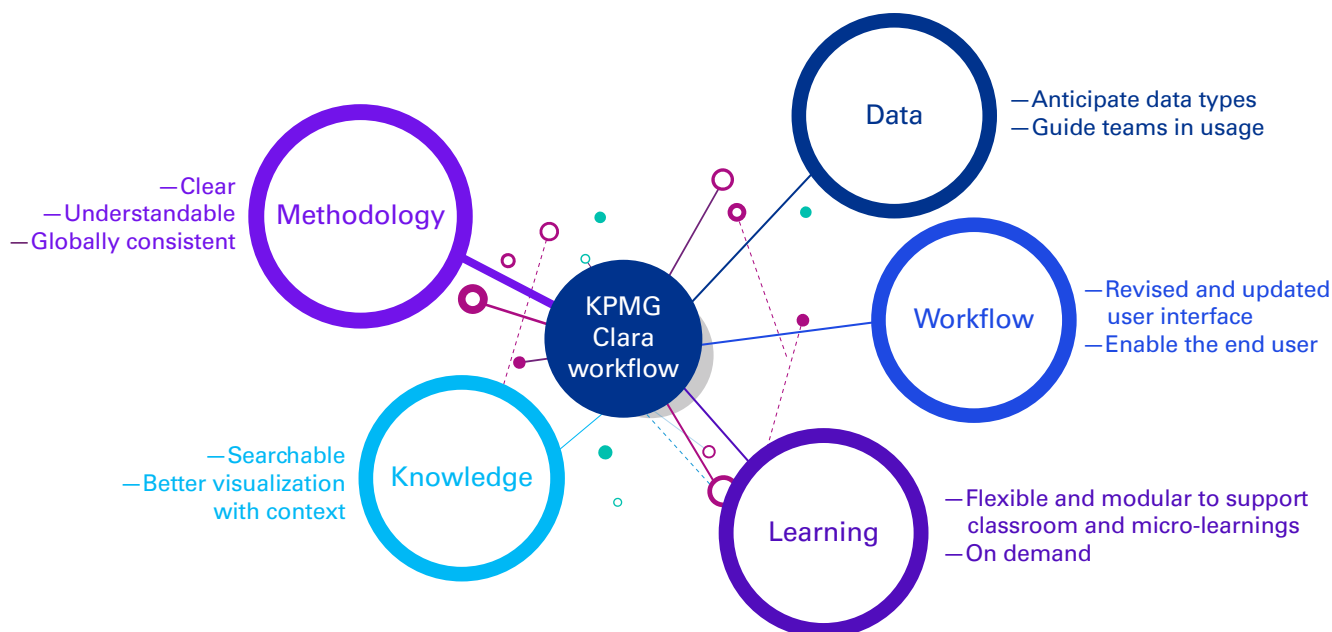 Data
—Anticipate data types
—Guide teams in usage
—Clear
—Understandable
—Globally consistent
Methodology
KPMG
Clara
workflow
Workflow
—Revised and updated
user interface
—Enable the end user
—Searchable
—Better visualization
with context
Knowledge
Learning
—Flexible and modular to support
classroom and micro-learnings
—On demand